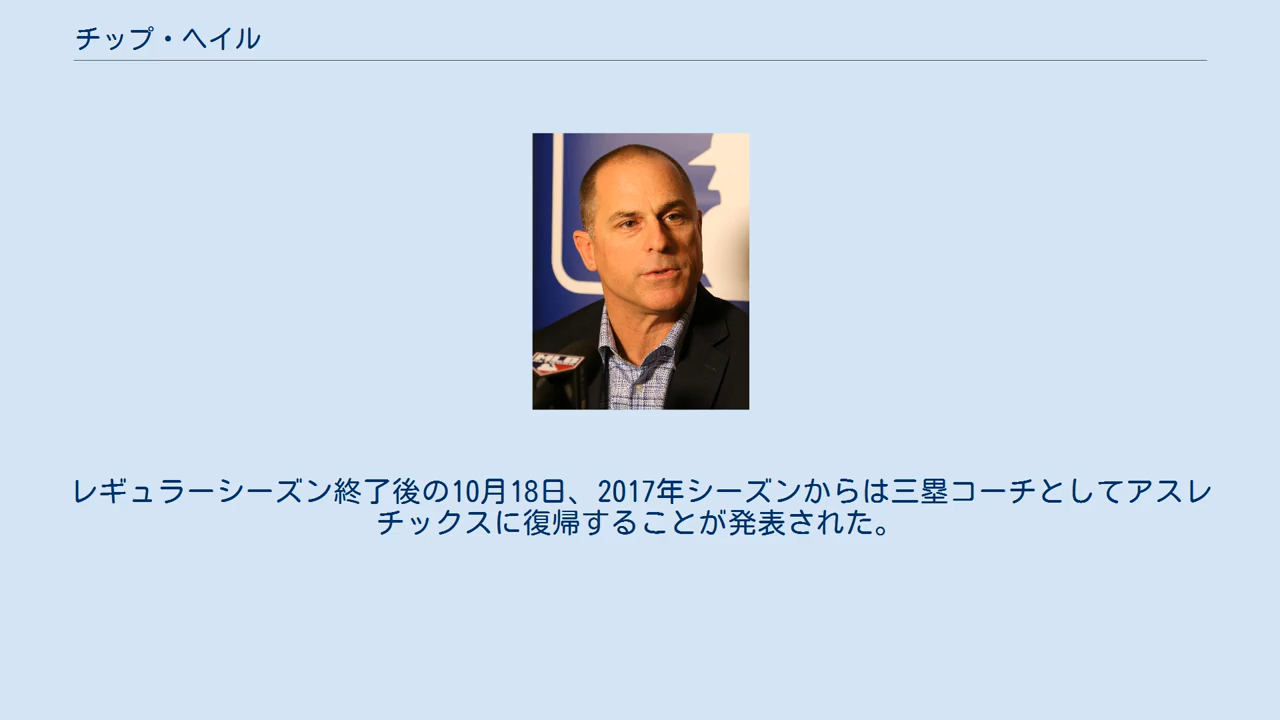 チップ・ヘイル
MLB
レギュラーシーズン終了後の10月18日、2017年シーズンからは三塁コーチとしてアスレ
チックスに復帰することが発表された。